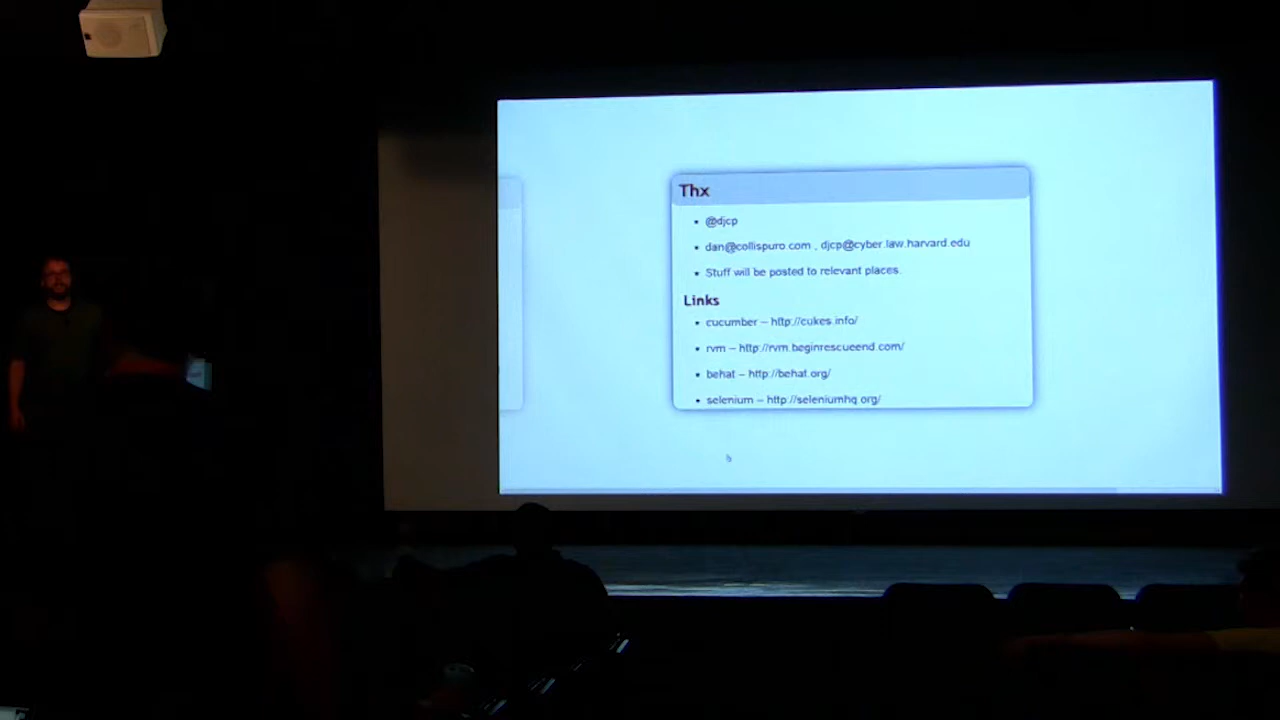 Thx
@djcp
dan@collispuro.com , djcp@cyber.law.harvard.edu
Stuff will be posted to relevant places.
Links
cucumber – http://cukes.info/
rvm – http://rvm.beginrescueend.com/
behat – http://behat.org/
selenium – http://seleniumhq.org/